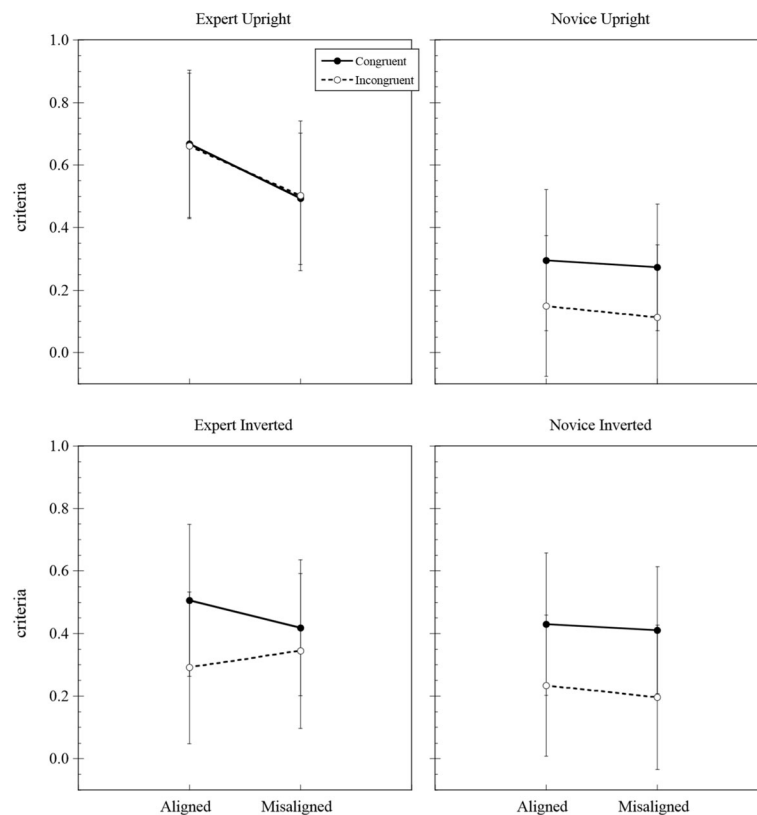 Expert Upright
Novice Upright
Congruent
Incongruent
1.0
0.8
0.6
0.4
0.2
0.0
criteria
Expert Inverted
Novice Inverted
1.0
0.8
0.6
0.4
0.2
0.0
criteria
Aligned
Misaligned
Aligned
Misaligned